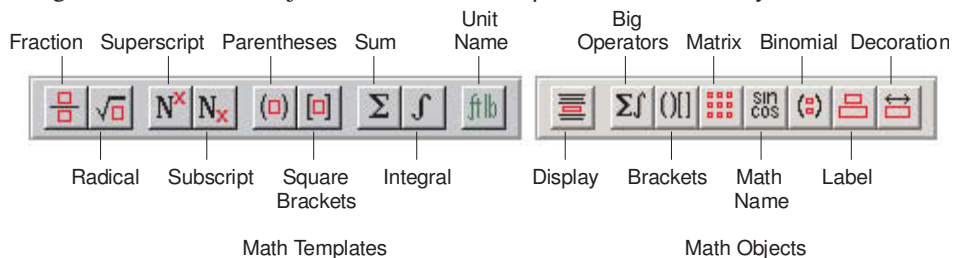 Unit Big
Fraction Superscript Parentheses Sum Name Operators Matrix Binomial Decoration
N^x N_x () [] Σ ∫ ft lb Σ∫ ()[] sin cos ()
Radical Subscript Square Brackets Integral Display Brackets Math Name Label
Math Templates Math Objects